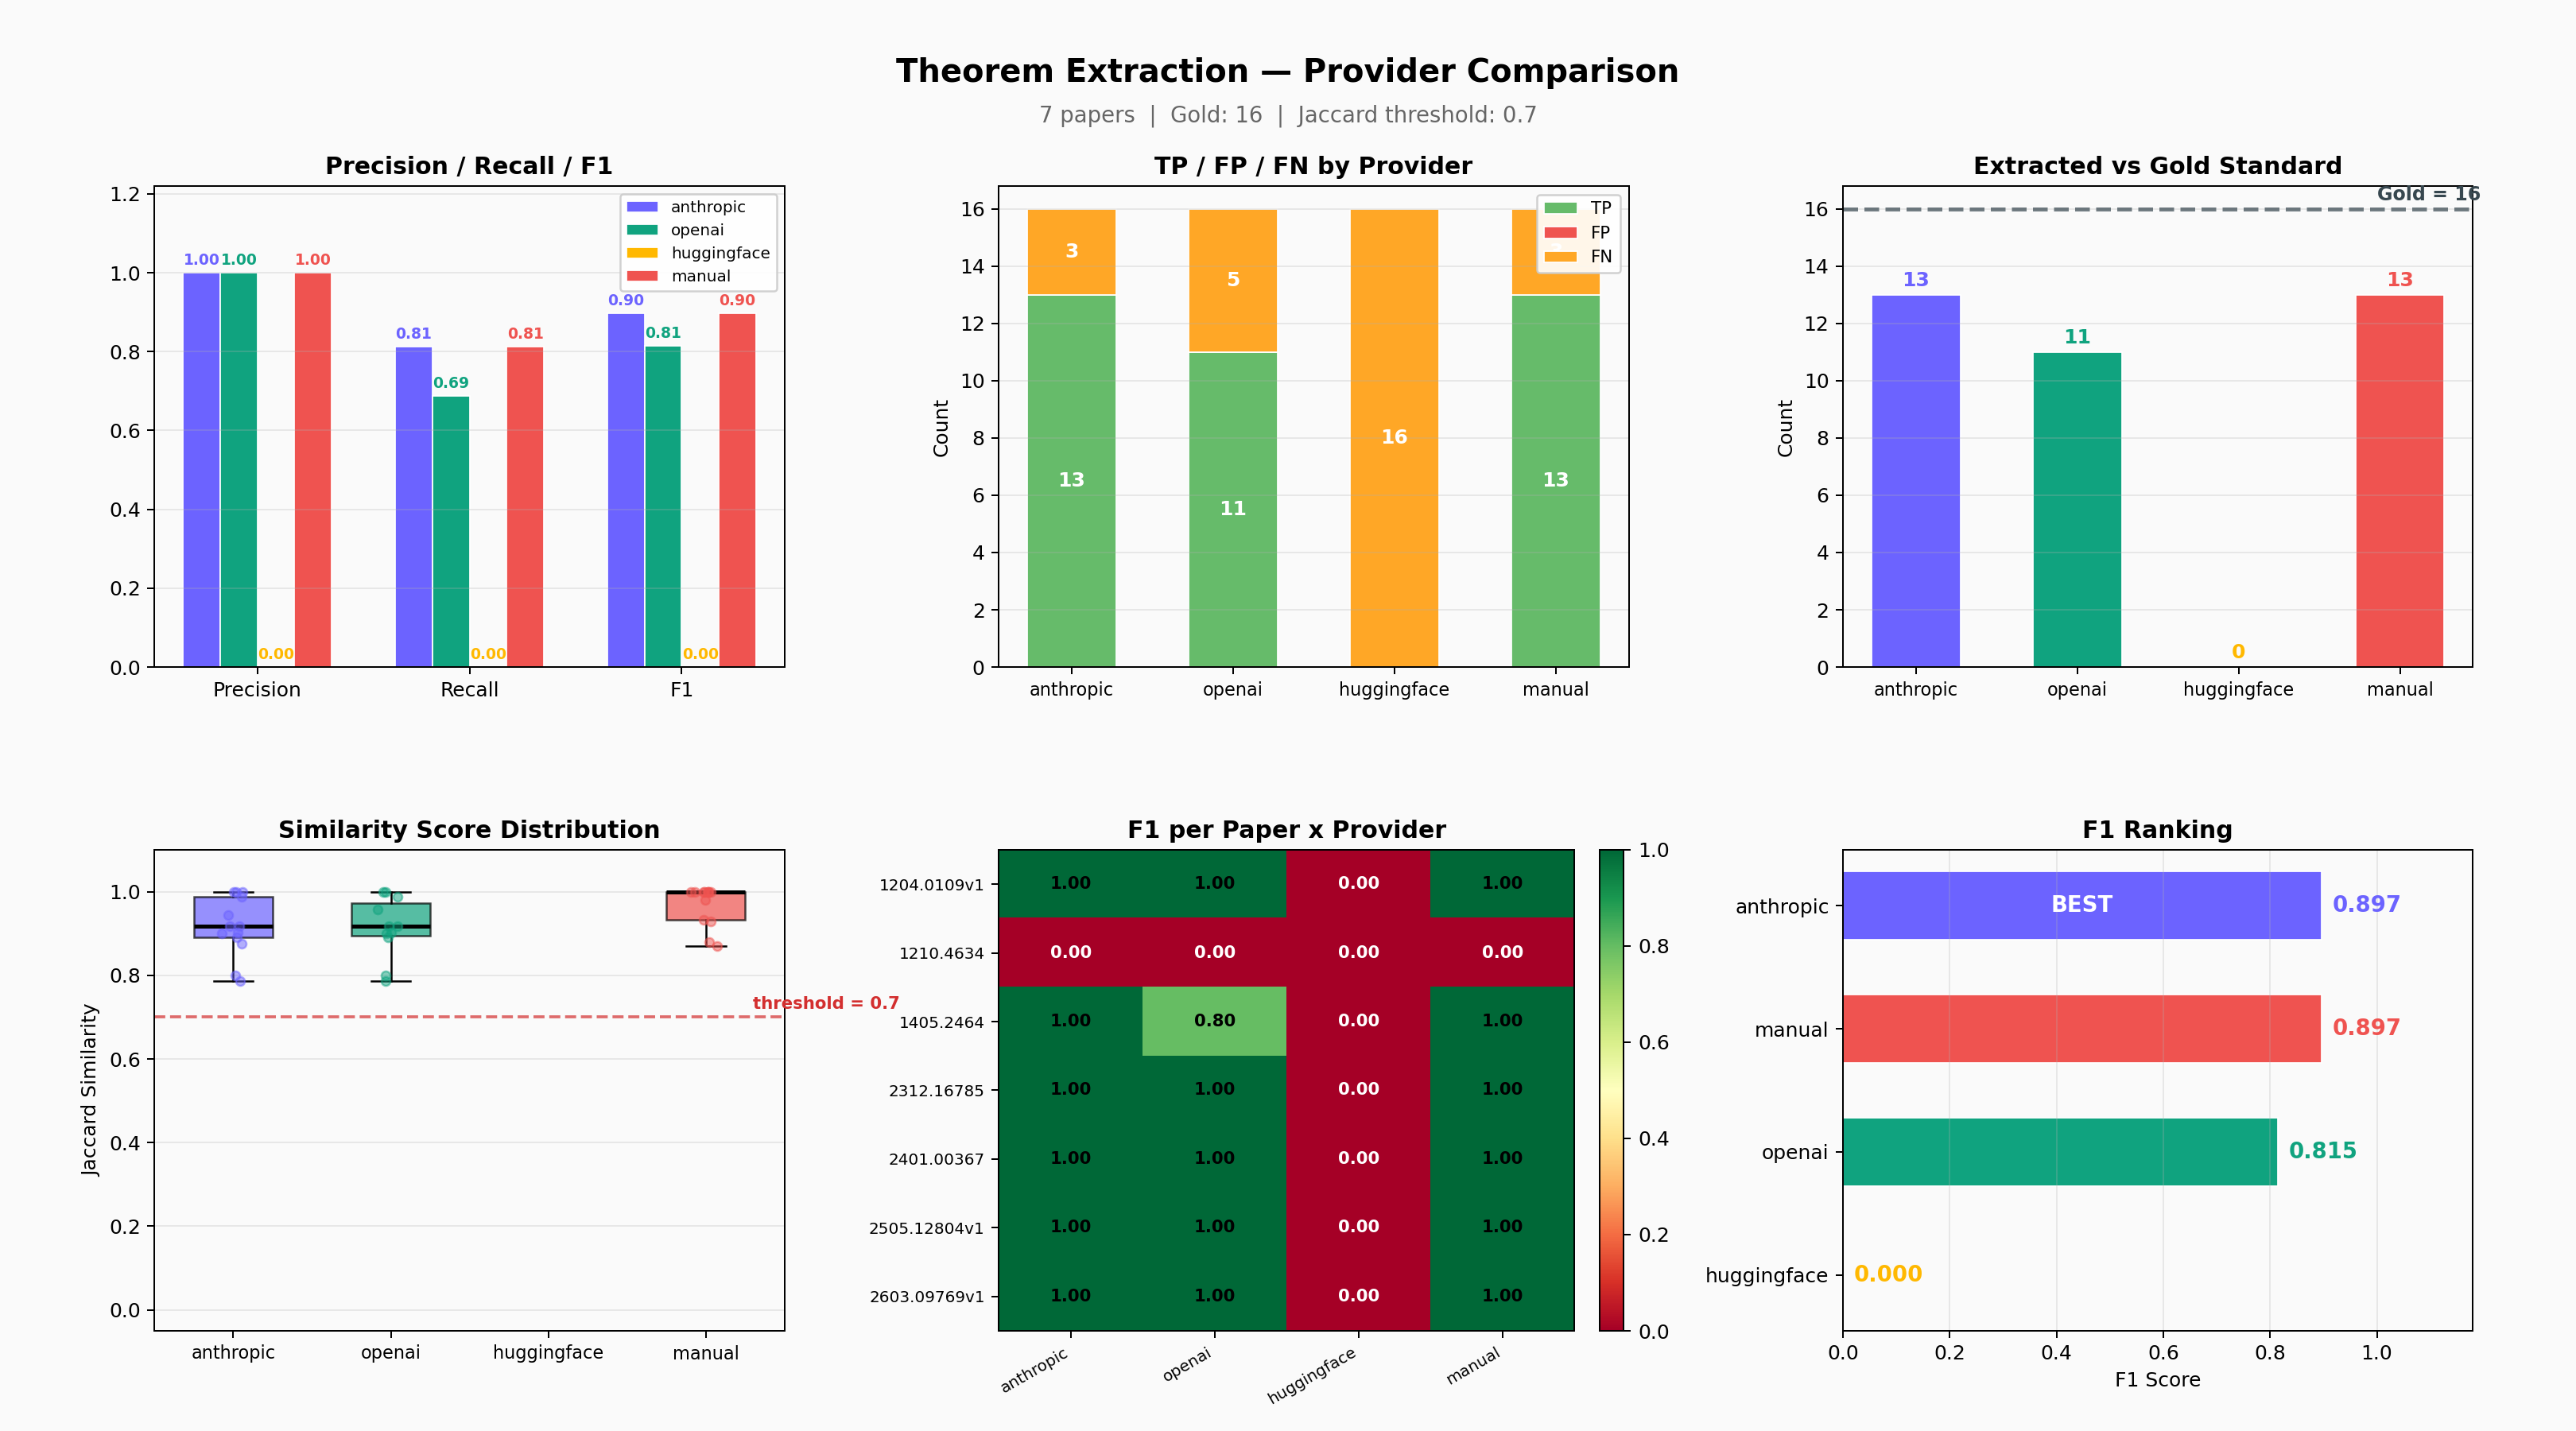 Theorem Extraction — Provider Comparison
7 papers | Gold: 16 | Jaccard threshold: 0.7
Precision / Recall / F1
1.2
1.0
0.8
0.6
0.4
0.2
0.0
anthropic
openai
huggingface
manual
1.00 1.00 0.00 1.00
0.81 0.69 0.00 0.81
0.90 0.81 0.00 0.90
Precision Recall F1
TP / FP / FN by Provider
Count
16
14
12
10
8
6
4
2
0
TP
FP
FN
3 5 16
13 11 13
anthropic openai huggingface manual
Extracted vs Gold Standard
Gold = 16
Count
16
14
12
10
8
6
4
2
0
13 11 0 13
anthropic openai huggingface manual
Similarity Score Distribution
Jaccard Similarity
1.0
0.8
0.6
0.4
0.2
0.0
threshold = 0.7
anthropic openai huggingface manual
F1 per Paper x Provider
1204.0109v1 1.00 1.00 0.00 1.00
1210.4634 0.00 0.00 0.00 0.00
1405.2464 1.00 0.80 0.00 1.00
2312.16785 1.00 1.00 0.00 1.00
2401.00367 1.00 1.00 0.00 1.00
2505.12804v1 1.00 1.00 0.00 1.00
2603.09769v1 1.00 1.00 0.00 1.00
anthropic openai huggingface manual
1.0
0.8
0.6
0.4
0.2
0.0
F1 Ranking
anthropic BEST 0.897
manual 0.897
openai 0.815
huggingface 0.000
0.0 0.2 0.4 0.6 0.8 1.0
F1 Score